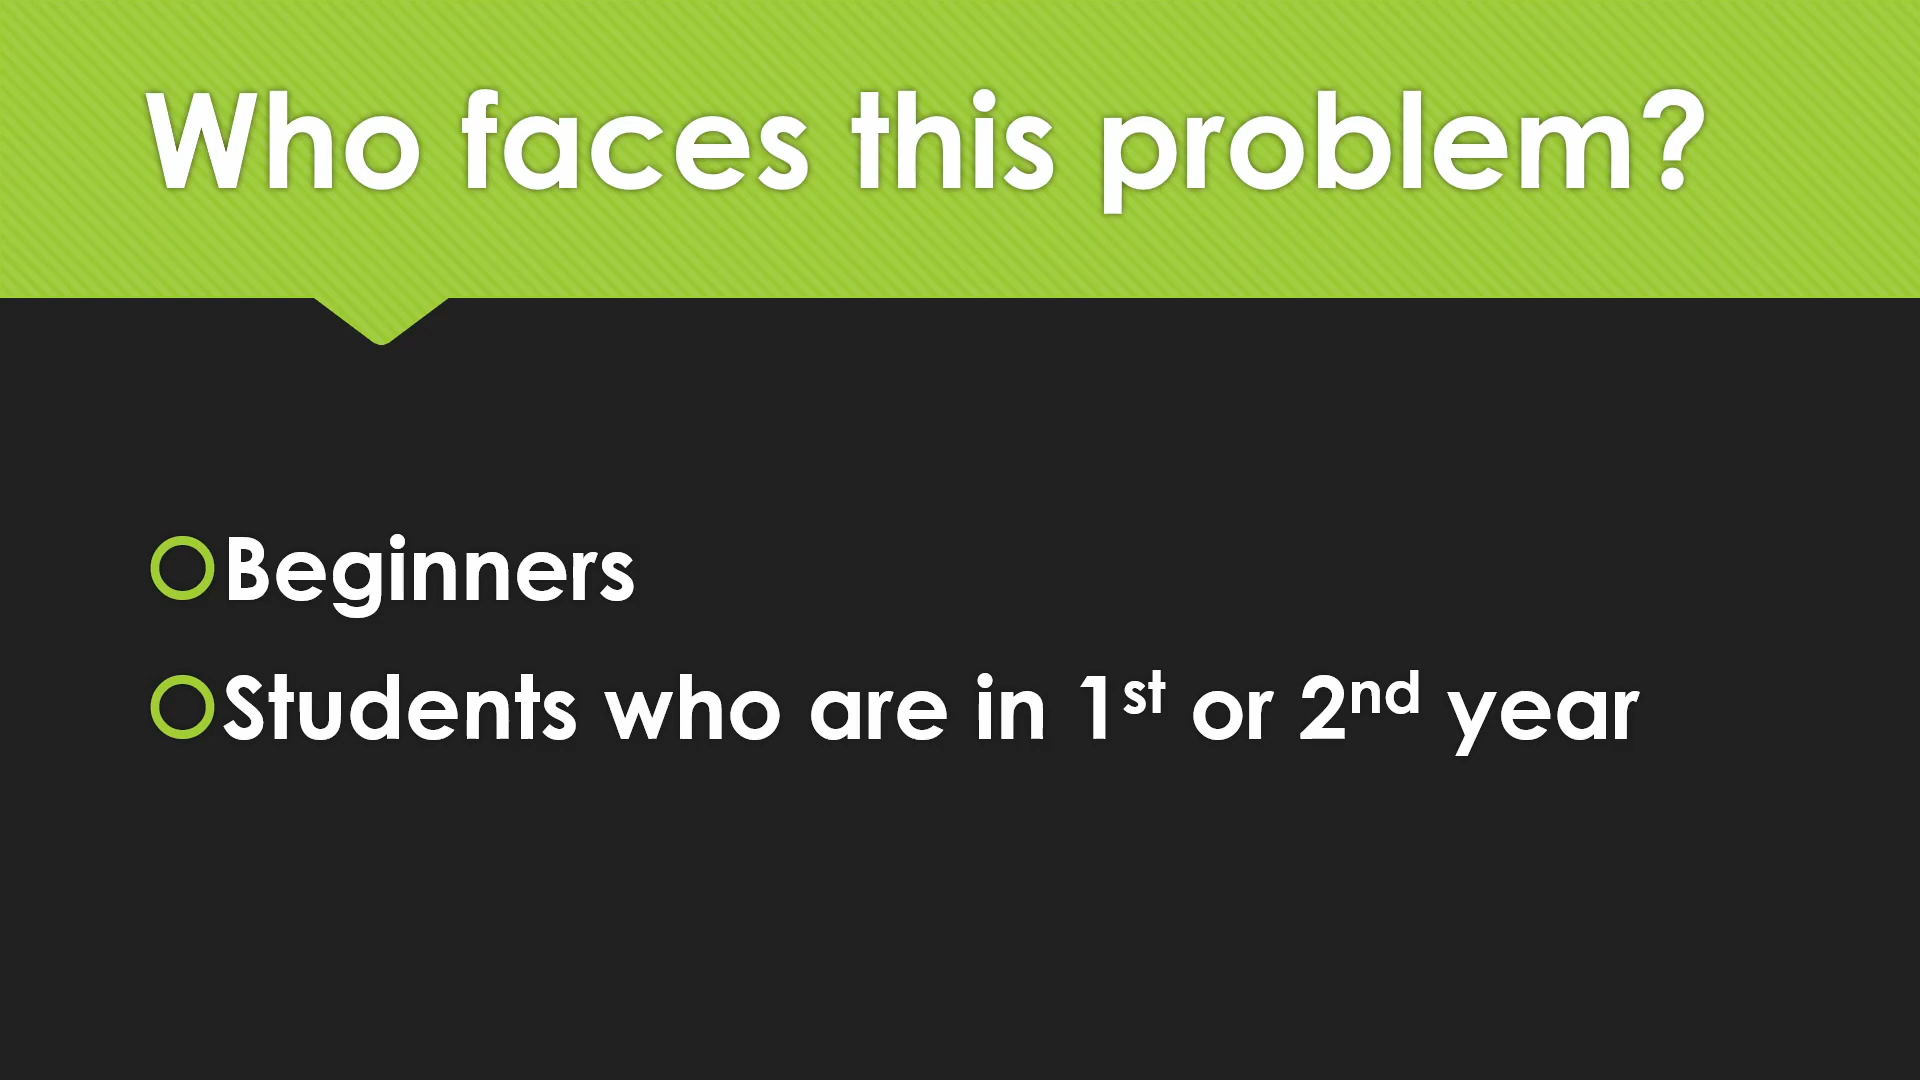 Who faces this problem?
Beginners
Students who are in 1st or 2nd year